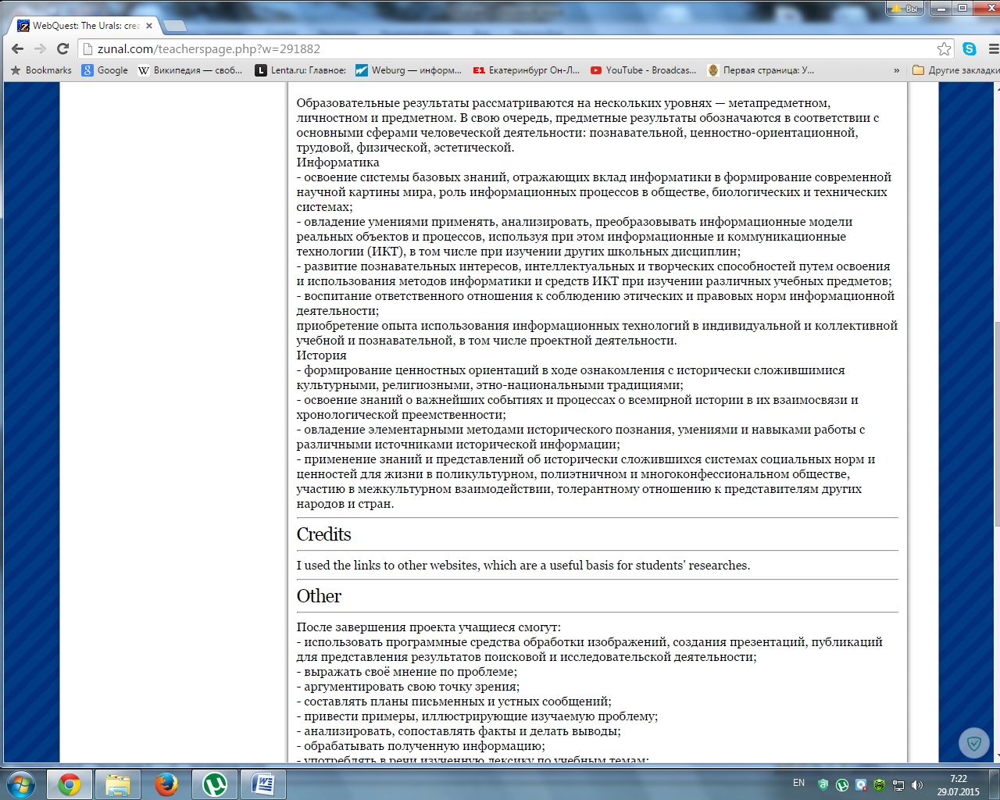 Вы
WebQuest: The Urals: crea
zunal.com/teacherspage.php?w=291882
Bookmarks
Google
Википедия — своб...
Lenta.ru: Главное:
Weburg — информ...
E1 Екатеринбург Он-Л...
YouTube - Broadcas...
Первая страница: У...
»
Другие закладки
Образовательные результаты рассматриваются на нескольких уровнях — метапредметном,
личностном и предметном. В свою очередь, предметные результаты обозначаются в соответствии с
основными сферами человеческой деятельности: познавательной, ценностно-ориентационной,
трудовой, физической, эстетической.
Информатика
- освоение системы базовых знаний, отражающих вклад информатики в формирование современной
научной картины мира, роль информационных процессов в обществе, биологических и технических
системах;
- овладение умениями применять, анализировать, преобразовывать информационные модели
реальных объектов и процессов, используя при этом информационные и коммуникационные
технологии (ИКТ), в том числе при изучении других школьных дисциплин;
- развитие познавательных интересов, интеллектуальных и творческих способностей путем освоения
и использования методов информатики и средств ИКТ при изучении различных учебных предметов;
- воспитание ответственного отношения к соблюдению этических и правовых норм информационной
деятельности;
приобретение опыта использования информационных технологий в индивидуальной и коллективной
учебной и познавательной, в том числе проектной деятельности.
История
- формирование ценностных ориентаций в ходе ознакомления с исторически сложившимися
культурными, религиозными, этно-национальными традициями;
- освоение знаний о важнейших событиях и процессах о всемирной истории в их взаимосвязи и
хронологической преемственности;
- овладение элементарными методами исторического познания, умениями и навыками работы с
различными источниками исторической информации;
- применение знаний и представлений об исторически сложившихся системах социальных норм и
ценностей для жизни в поликультурном, полиэтничном и многоконфессиональном обществе,
участию в межкультурном взаимодействии, толерантному отношению к представителям других
народов и стран.
Credits
I used the links to other websites, which are a useful basis for students' researches.
Other
После завершения проекта учащиеся смогут:
- использовать программные средства обработки изображений, создания презентаций, публикаций
для представления результатов поисковой и исследовательской деятельности;
- выражать своё мнение по проблеме;
- аргументировать свою точку зрения;
- составлять планы письменных и устных сообщений;
- привести примеры, иллюстрирующие изучаемую проблему;
- анализировать, сопоставлять факты и делать выводы;
- обрабатывать полученную информацию;
- употреблять в речи изученную лексику по учебным темам;
EN
7:22
29.07.2015